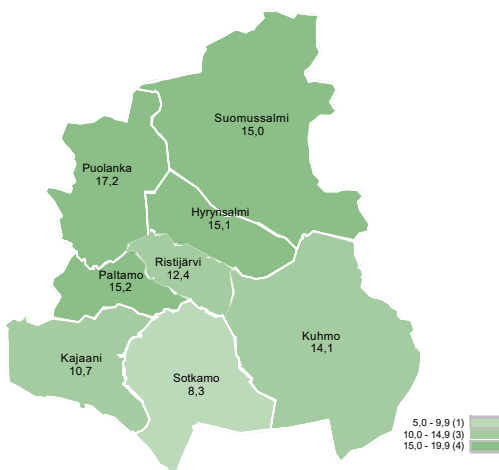 Suomussalmi
15,0
Puolanka
17,2
Hyrynsalmi
15,1
Ristijärvi
12,4
Paltamo
15,2
Kuhmo
14,1
Kajaani
10,7
Sotkamo
8,3
5,0 - 9,9 (1)
10,0 - 14,9 (3)
15,0 - 19,9 (4)